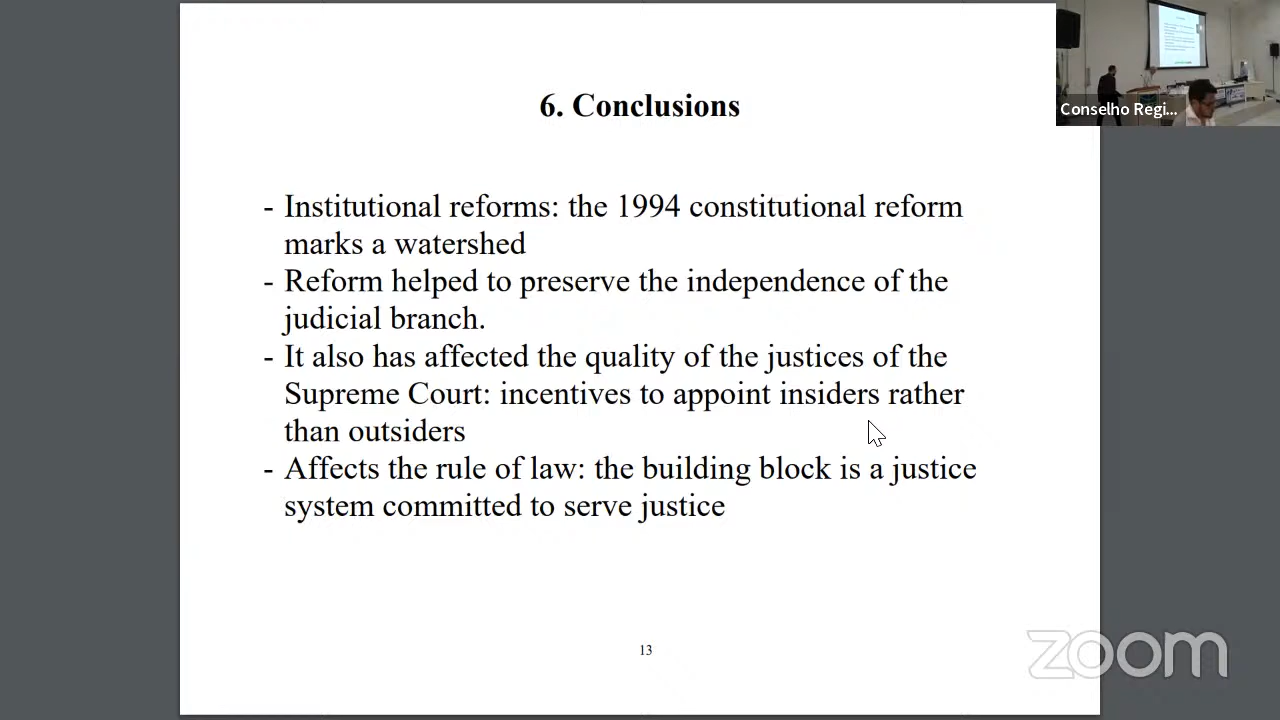 6. Conclusions
Conselho Regi...
- Institutional reforms: the 1994 constitutional reform
marks a watershed
- Reform helped to preserve the independence of the
judicial branch.
- It also has affected the quality of the justices of the
Supreme Court: incentives to appoint insiders rather
than outsiders
- Affects the rule of law: the building block is a justice
system committed to serve justice
13
zoom